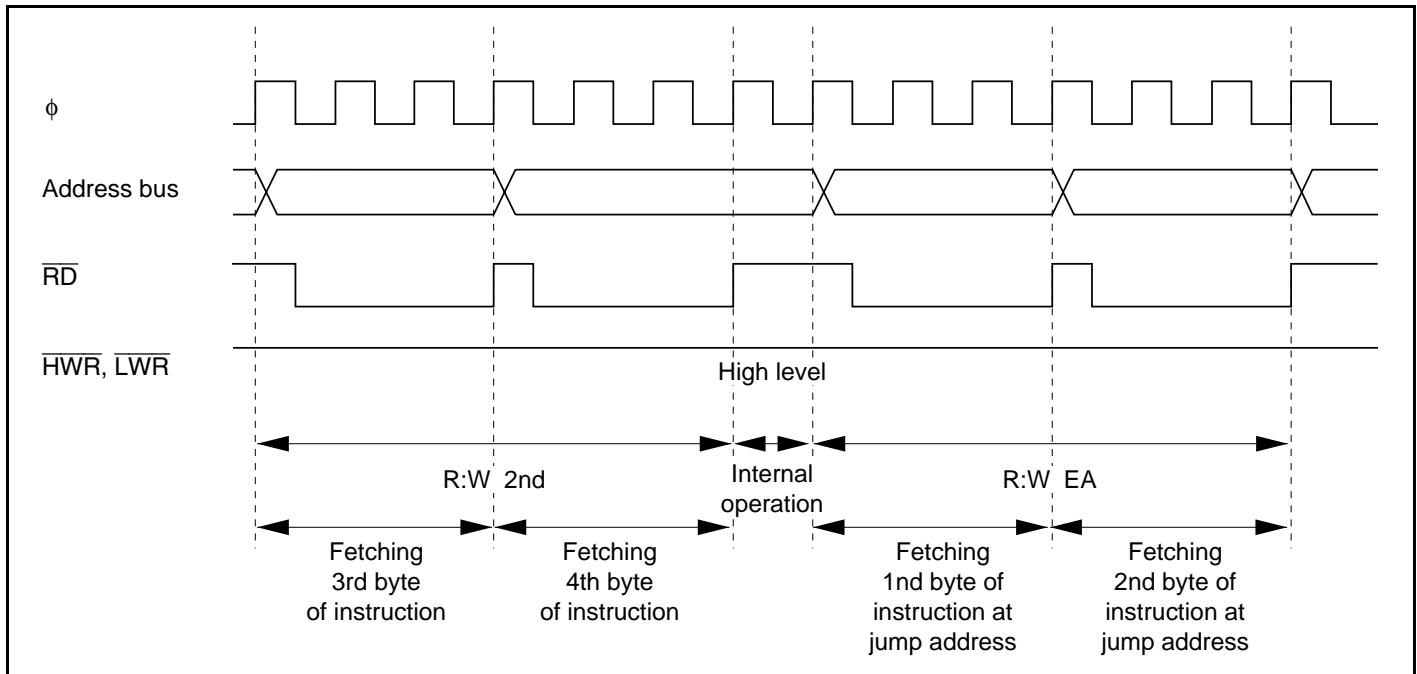 ϕ
Address bus
RD
HWR, LWR
High level
R:W 2nd
Internal
operation
R:W EA
Fetching
3rd byte
of instruction
Fetching
4th byte
of instruction
Fetching
1nd byte of
instruction at
jump address
Fetching
2nd byte of
instruction at
jump address